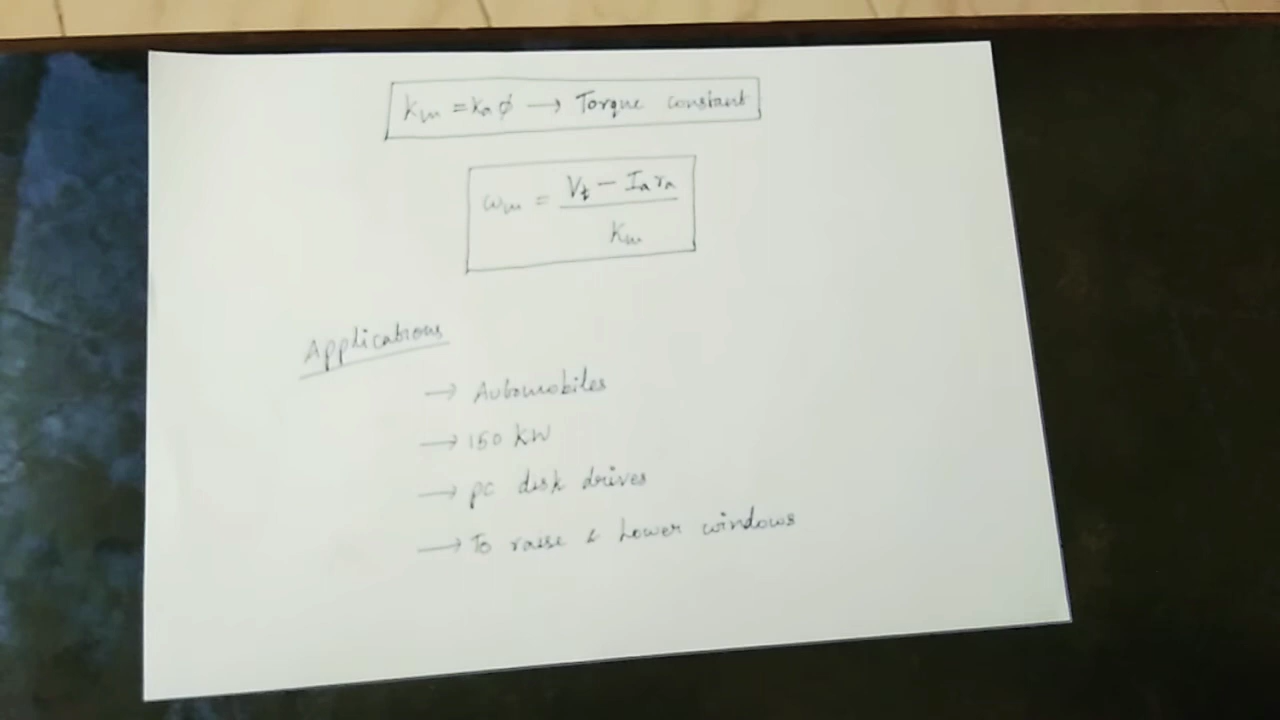 Km = Ka φ → Torque constant
ωm = (Vt − Ia ra) / Km
Applications
→ Automobiles
→ 150 KW
→ pc disk drives
→ To raise & Lower windows